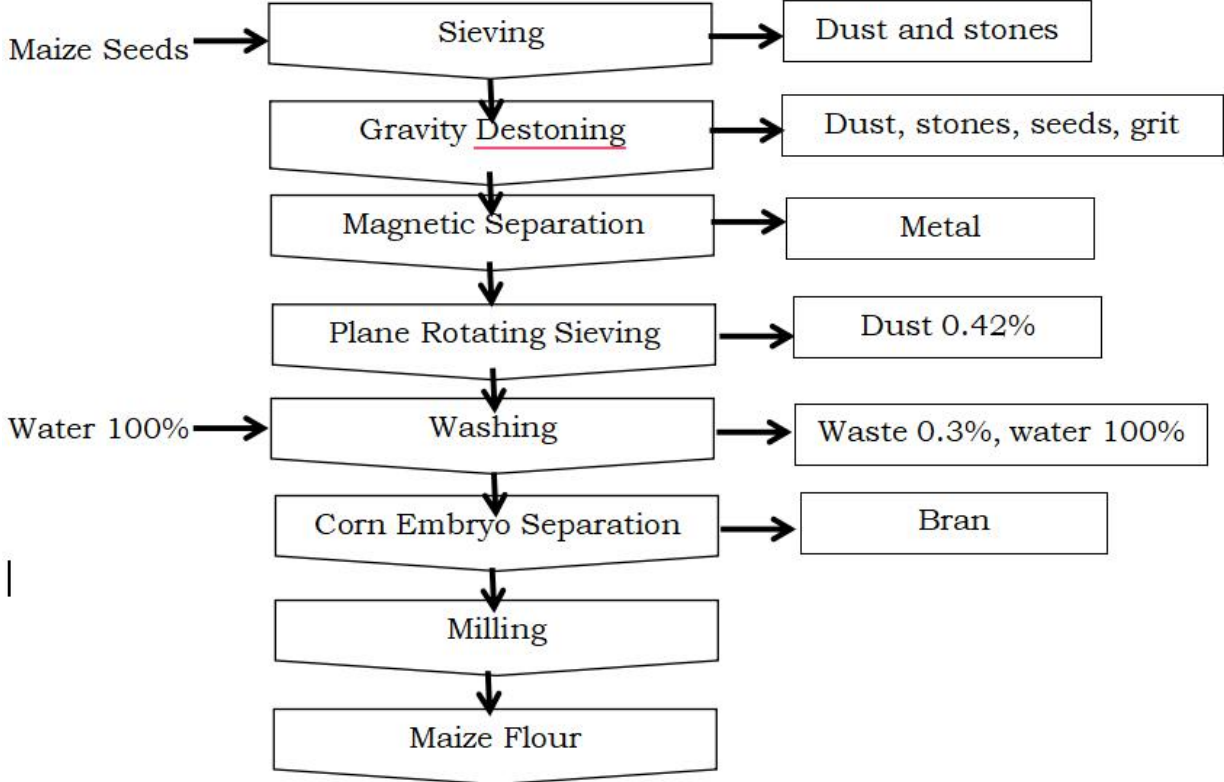 Maize Seeds
Sieving
Dust and stones
Gravity Destoning
Dust, stones, seeds, grit
Magnetic Separation
Metal
Plane Rotating Sieving
Dust 0.42%
Water 100%
Washing
Waste 0.3%, water 100%
Corn Embryo Separation
Bran
Milling
Maize Flour